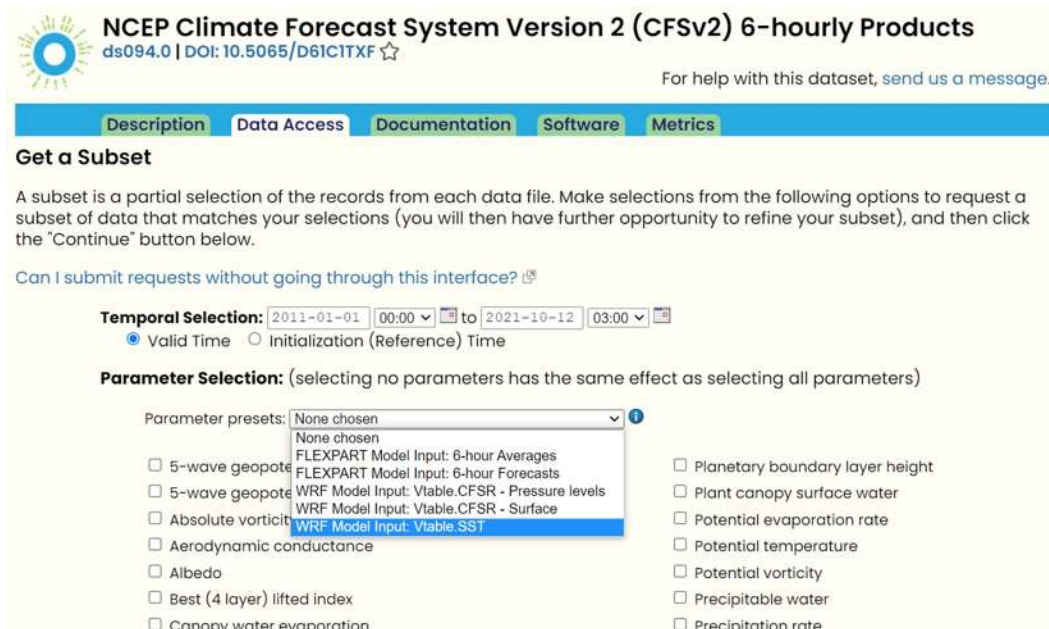 NCEP Climate Forecast System Version 2 (CFSv2) 6-hourly Products
ds094.0 | DOI: 10.5065/D61C1TXF
For help with this dataset, send us a message.
Description Data Access Documentation Software Metrics
Get a Subset
A subset is a partial selection of the records from each data file. Make selections from the following options to request a
subset of data that matches your selections (you will then have further opportunity to refine your subset), and then click
the "Continue" button below.
Can I submit requests without going through this interface?
Temporal Selection: 2011-01-01 00:00 to 2021-10-12 03:00
Valid Time Initialization (Reference) Time
Parameter Selection: (selecting no parameters has the same effect as selecting all parameters)
Parameter presets: None chosen
None chosen
FLEXPART Model Input: 6-hour Averages
FLEXPART Model Input: 6-hour Forecasts
WRF Model Input: Vtable.CFSR - Pressure levels
WRF Model Input: Vtable.CFSR - Surface
WRF Model Input: Vtable.SST
5-wave geopote
5-wave geopote
Absolute vorticit
Aerodynamic conductance
Albedo
Best (4 layer) lifted index
Canopy water evaporation
Planetary boundary layer height
Plant canopy surface water
Potential evaporation rate
Potential temperature
Potential vorticity
Precipitable water
Precipitation rate